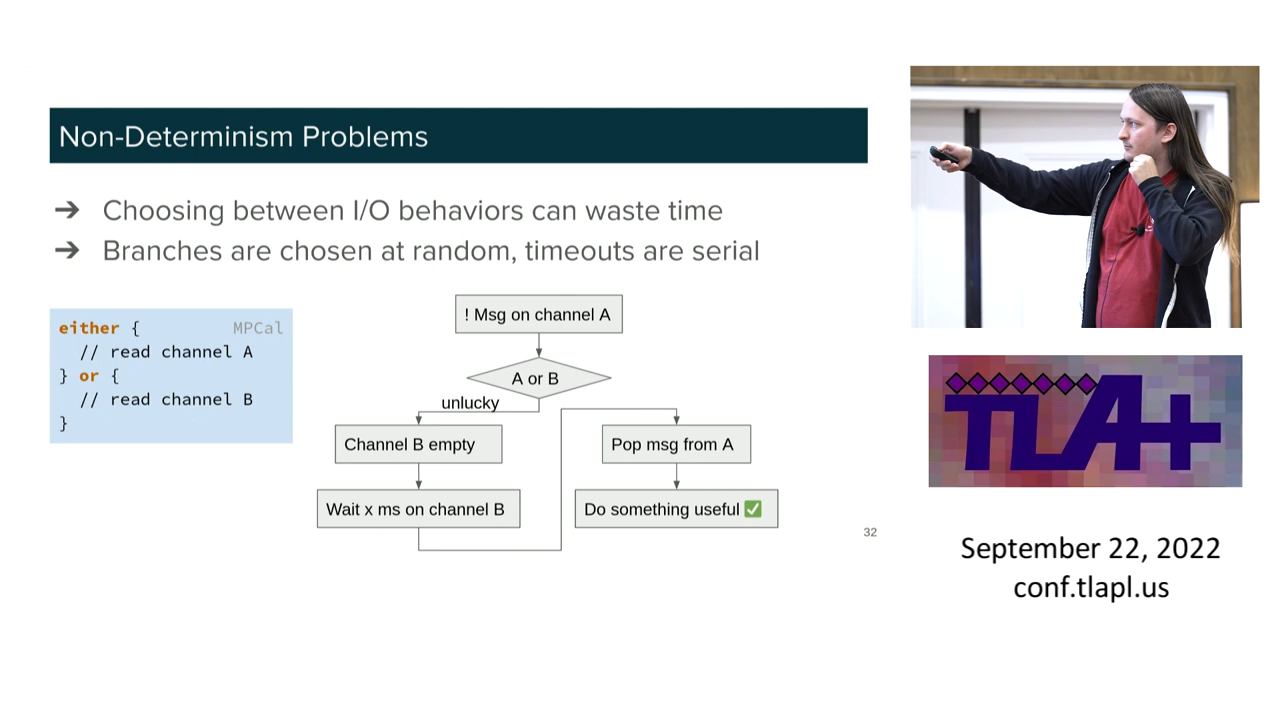 Non-Determinism Problems
➔ Choosing between I/O behaviors can waste time
➔ Branches are chosen at random, timeouts are serial
either { MPCal
// read channel A
} or {
// read channel B
}
! Msg on channel A
A or B
unlucky
Channel B empty
Pop msg from A
Wait x ms on channel B
Do something useful ✅
32
TLA+
September 22, 2022
conf.tlapl.us